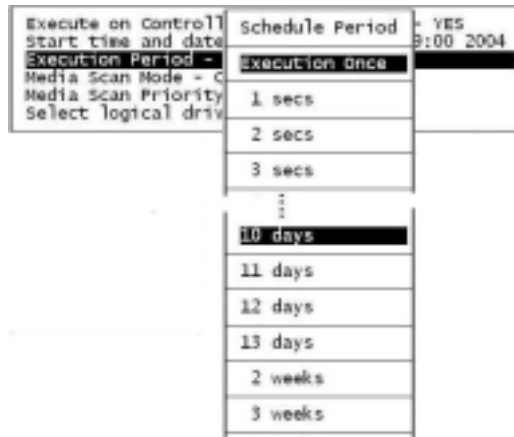 Execute on Controll - YES
Start time and date 9:00 2004
Execution Period -
Media Scan Mode - C
Media Scan Priority
Select logical driv
Schedule Period
Execution Once
1 secs
2 secs
3 secs
10 days
11 days
12 days
13 days
2 weeks
3 weeks